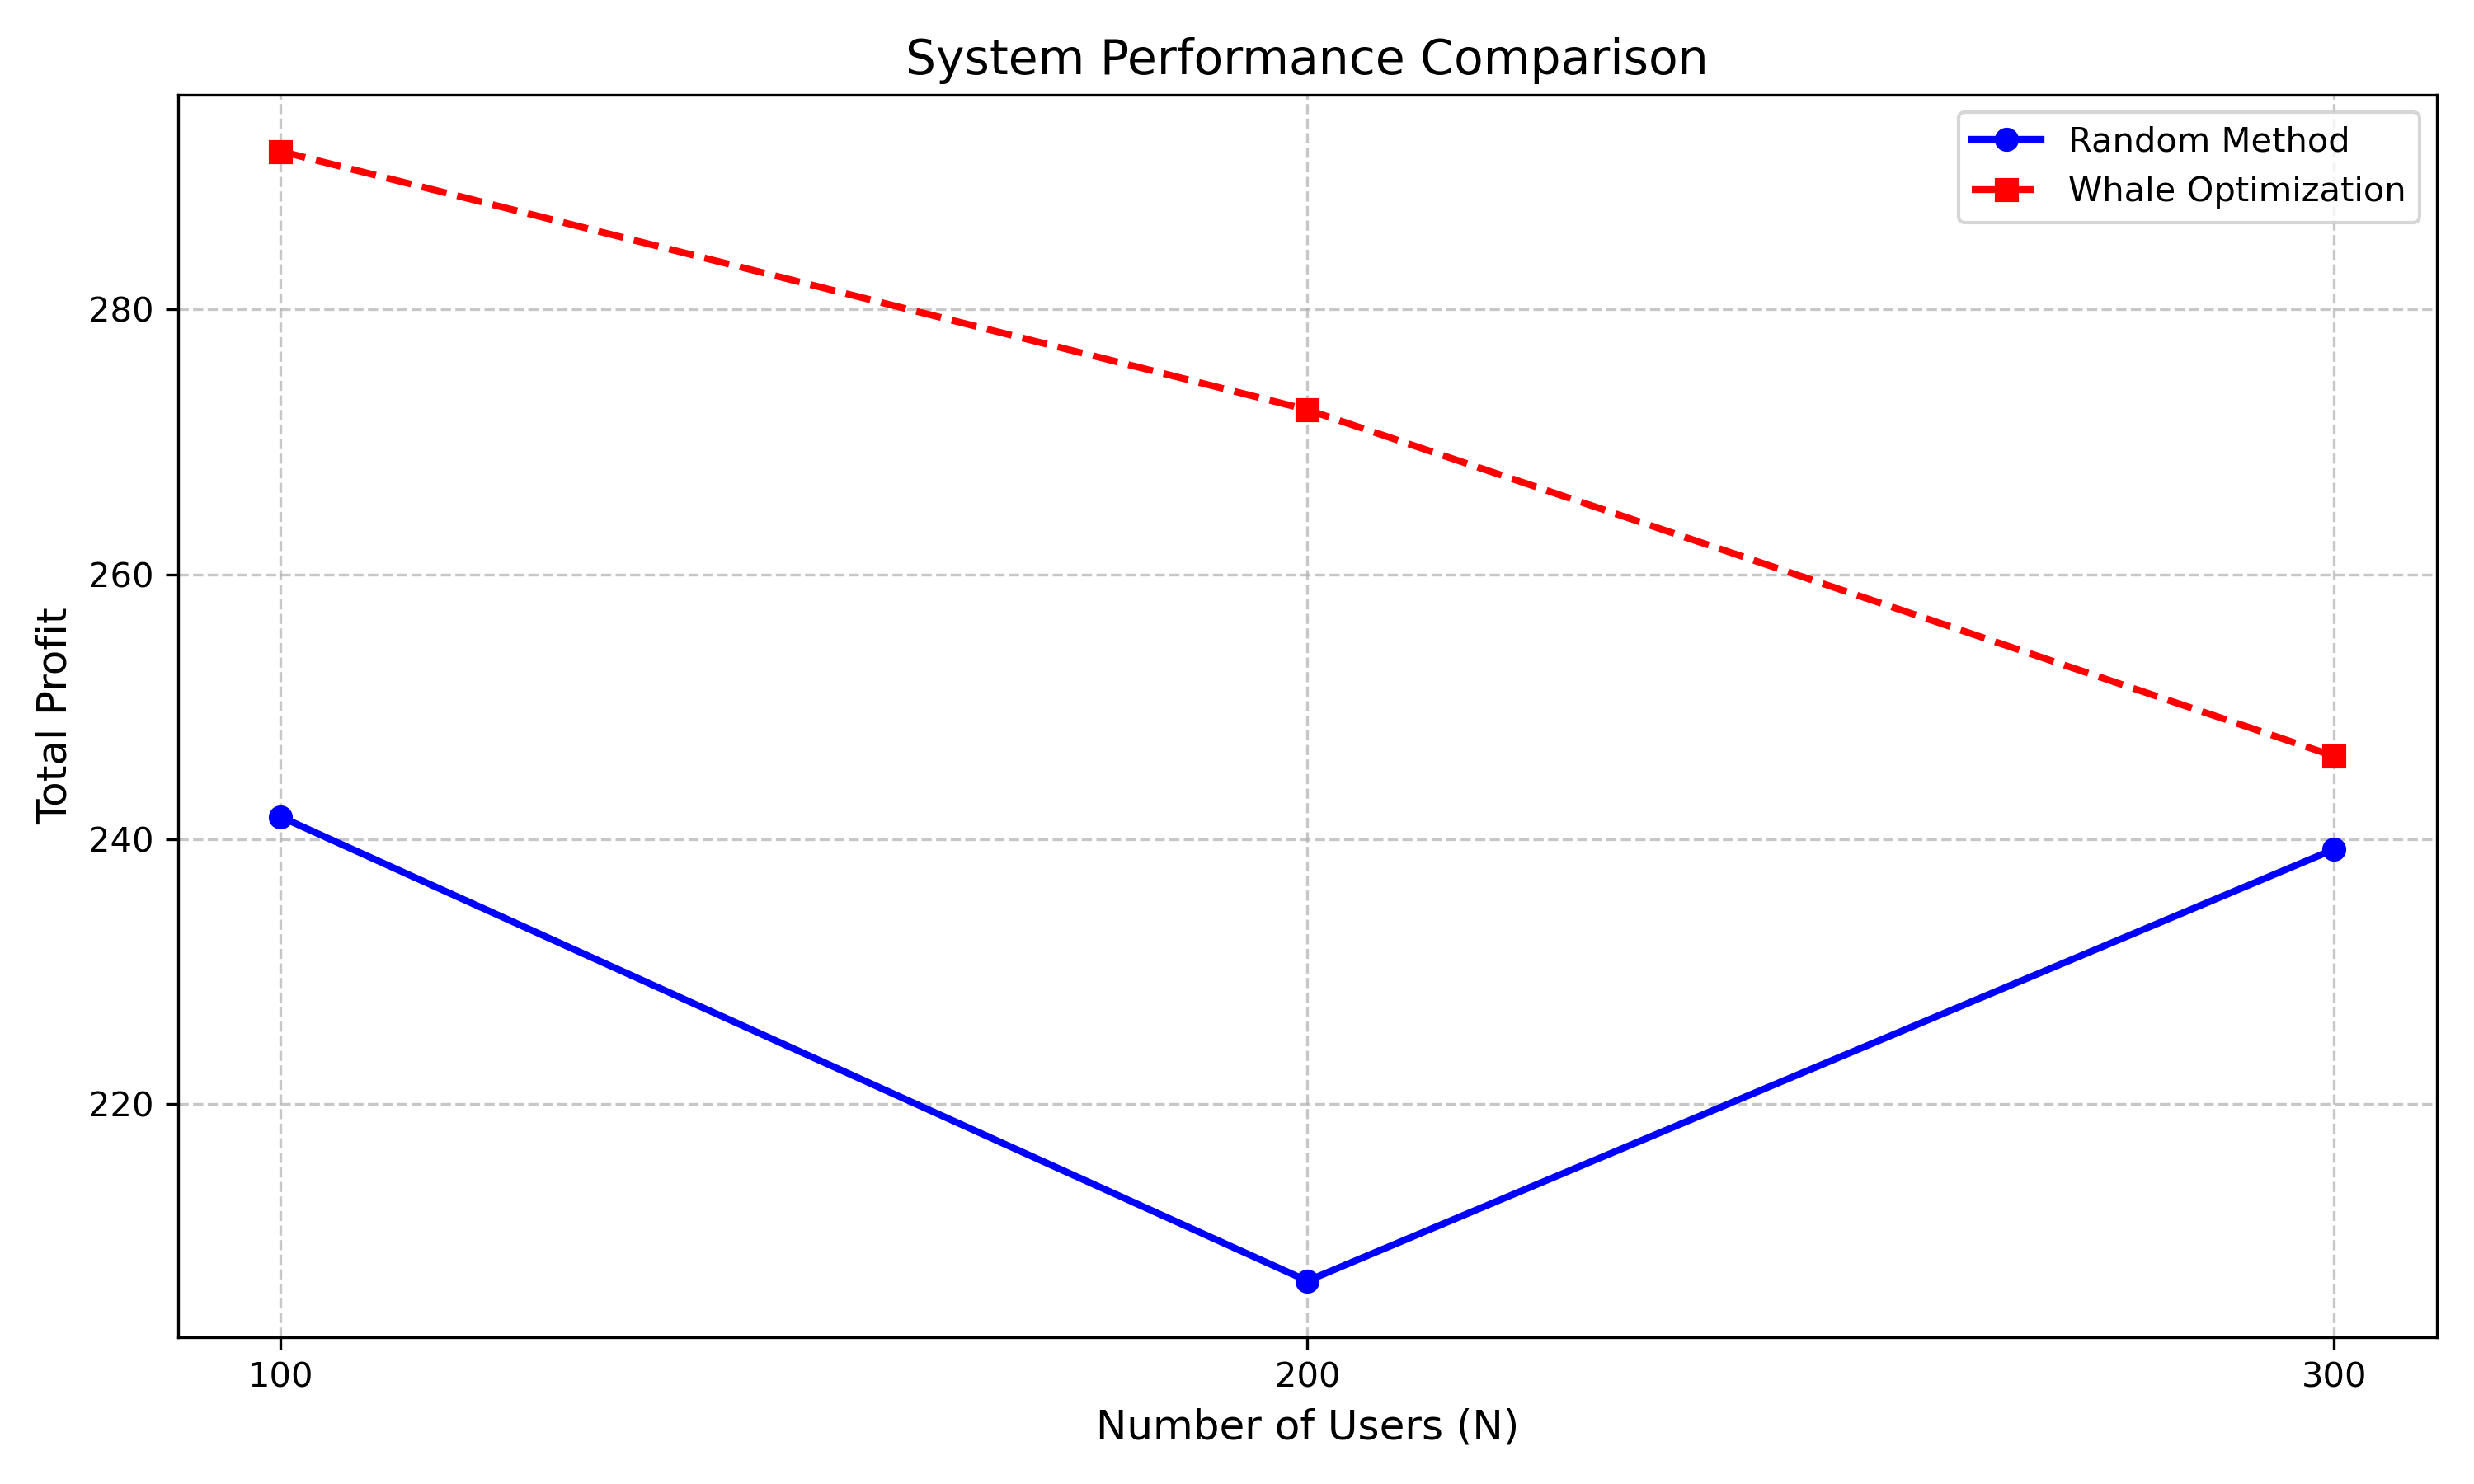 System Performance Comparison
Random Method
Whale Optimization
Total Profit
280
260
240
220
100
200
300
Number of Users (N)